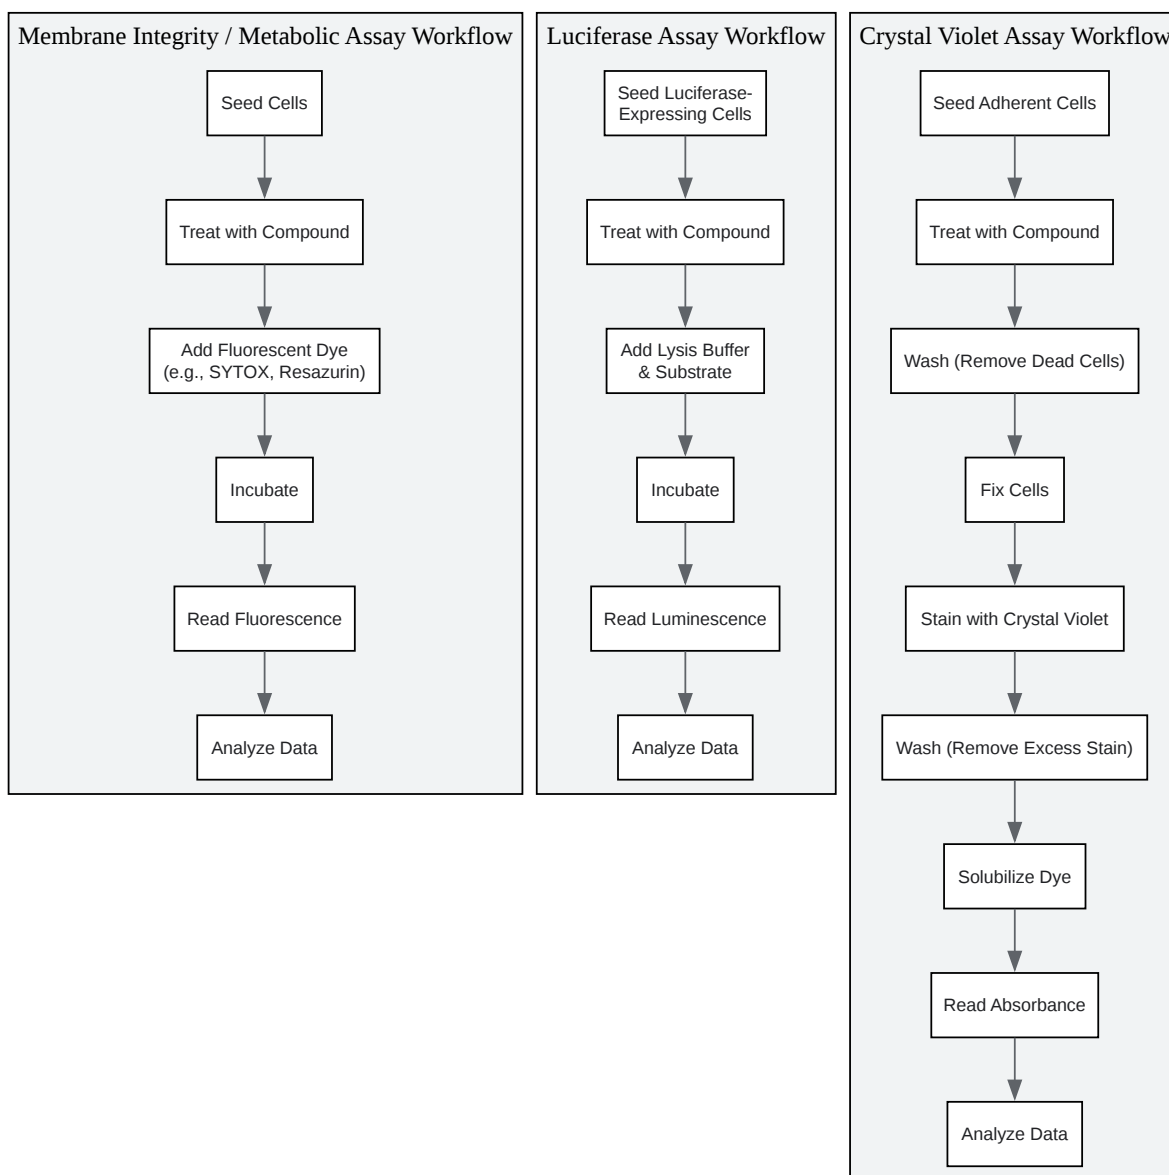 Membrane Integrity / Metabolic Assay Workflow
Seed Cells
Treat with Compound
Add Fluorescent Dye
(e.g., SYTOX, Resazurin)
Incubate
Read Fluorescence
Analyze Data
Luciferase Assay Workflow
Seed Luciferase-
Expressing Cells
Treat with Compound
Add Lysis Buffer
& Substrate
Incubate
Read Luminescence
Analyze Data
Crystal Violet Assay Workflow
Seed Adherent Cells
Treat with Compound
Wash (Remove Dead Cells)
Fix Cells
Stain with Crystal Violet
Wash (Remove Excess Stain)
Solubilize Dye
Read Absorbance
Analyze Data